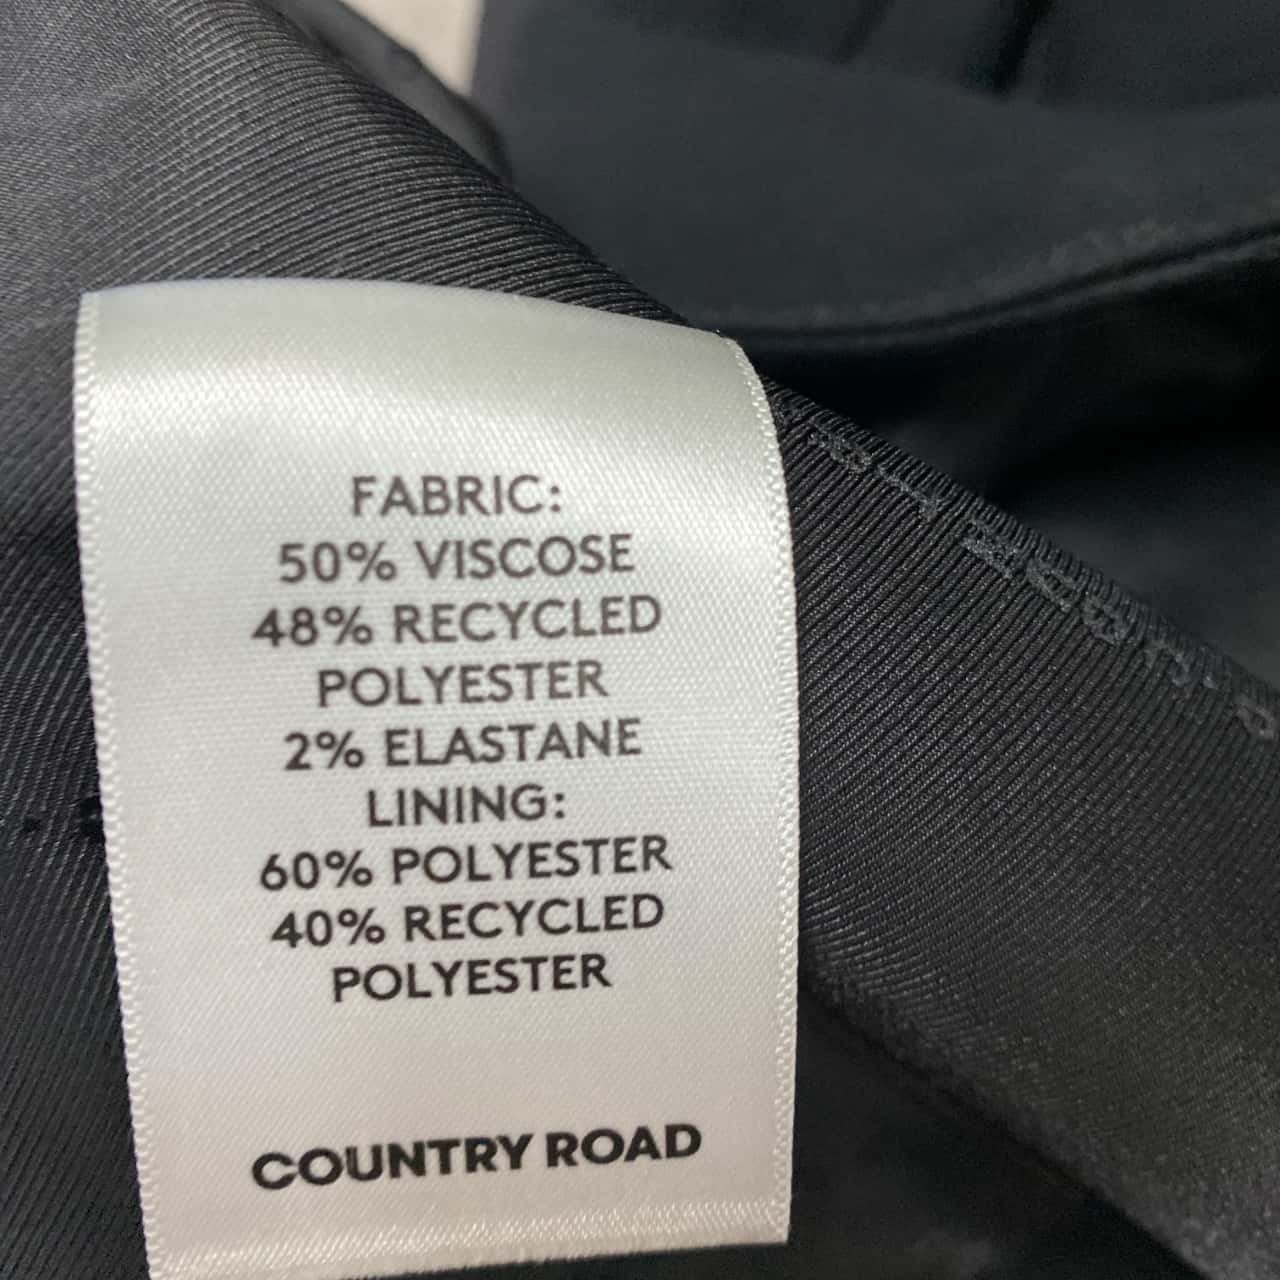 FABRIC:
50% VISCOSE
48% RECYCLED
POLYESTER
2% ELASTANE
LINING:
60% POLYESTER
40% RECYCLED
POLYESTER
COUNTRY ROAD